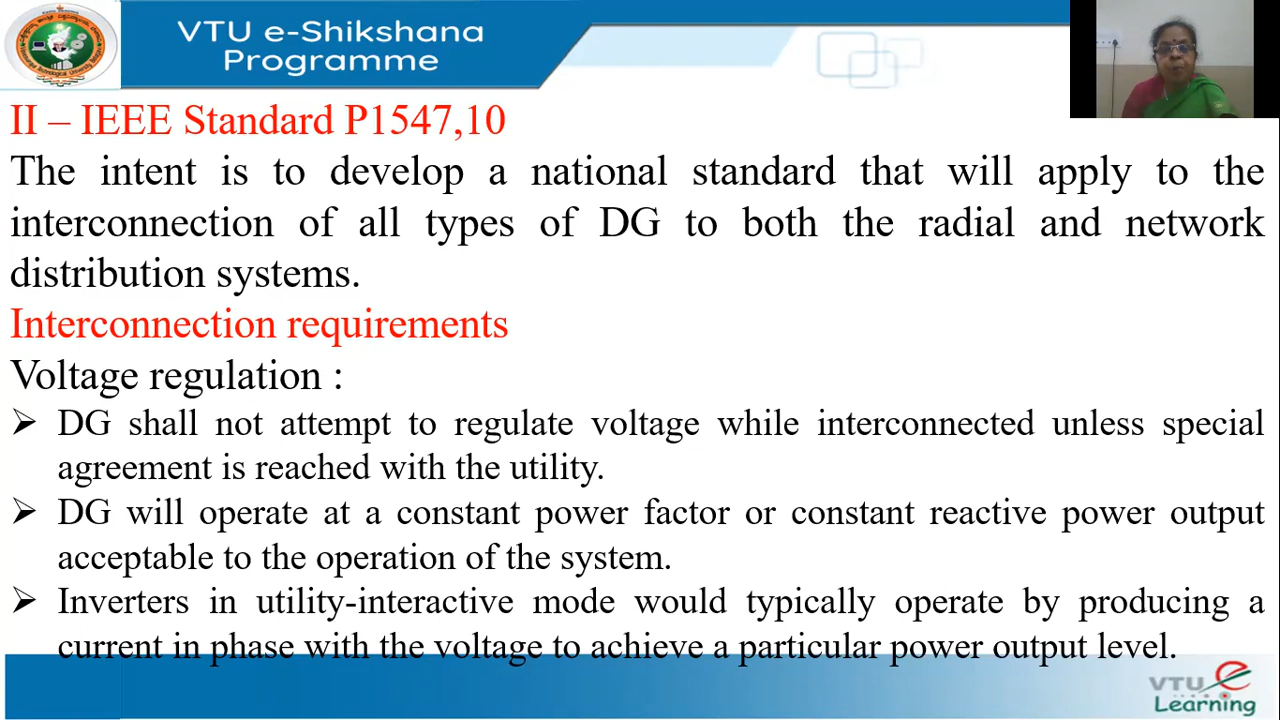 VTU e-Shikshana
Programme
II – IEEE Standard P1547,10
The intent is to develop a national standard that will apply to the
interconnection of all types of DG to both the radial and network
distribution systems.
Interconnection requirements
Voltage regulation :
➢ DG shall not attempt to regulate voltage while interconnected unless special
agreement is reached with the utility.
➢ DG will operate at a constant power factor or constant reactive power output
acceptable to the operation of the system.
➢ Inverters in utility-interactive mode would typically operate by producing a
current in phase with the voltage to achieve a particular power output level.
VTU e
Learning